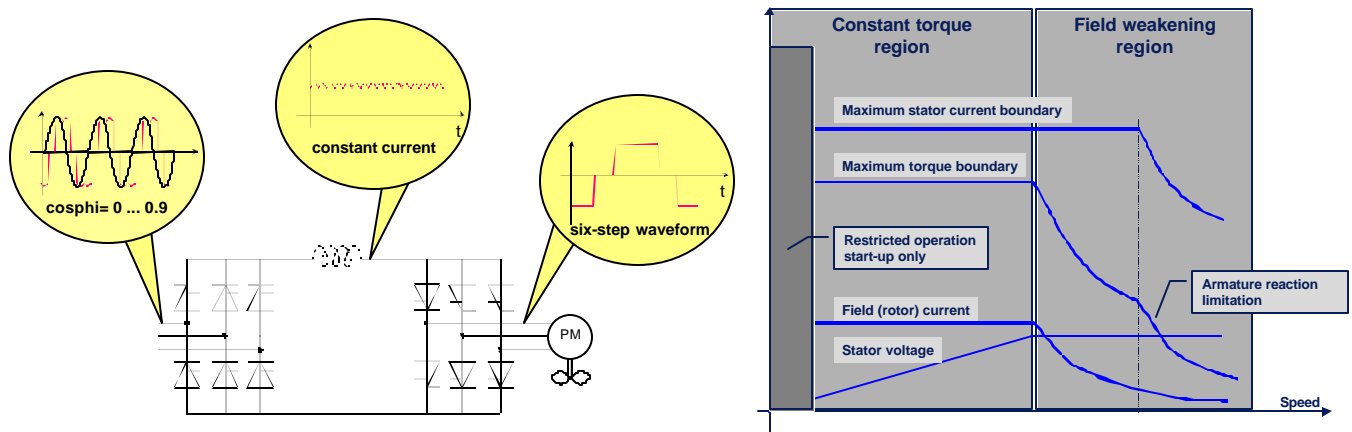 cosphi= 0 ... 0.9
t
constant current
t
six-step waveform
PM
Constant torque
region
Field weakening
region
Maximum stator current boundary
Maximum torque boundary
Restricted operation
start-up only
Armature reaction
limitation
Field (rotor) current
Stator voltage
Speed